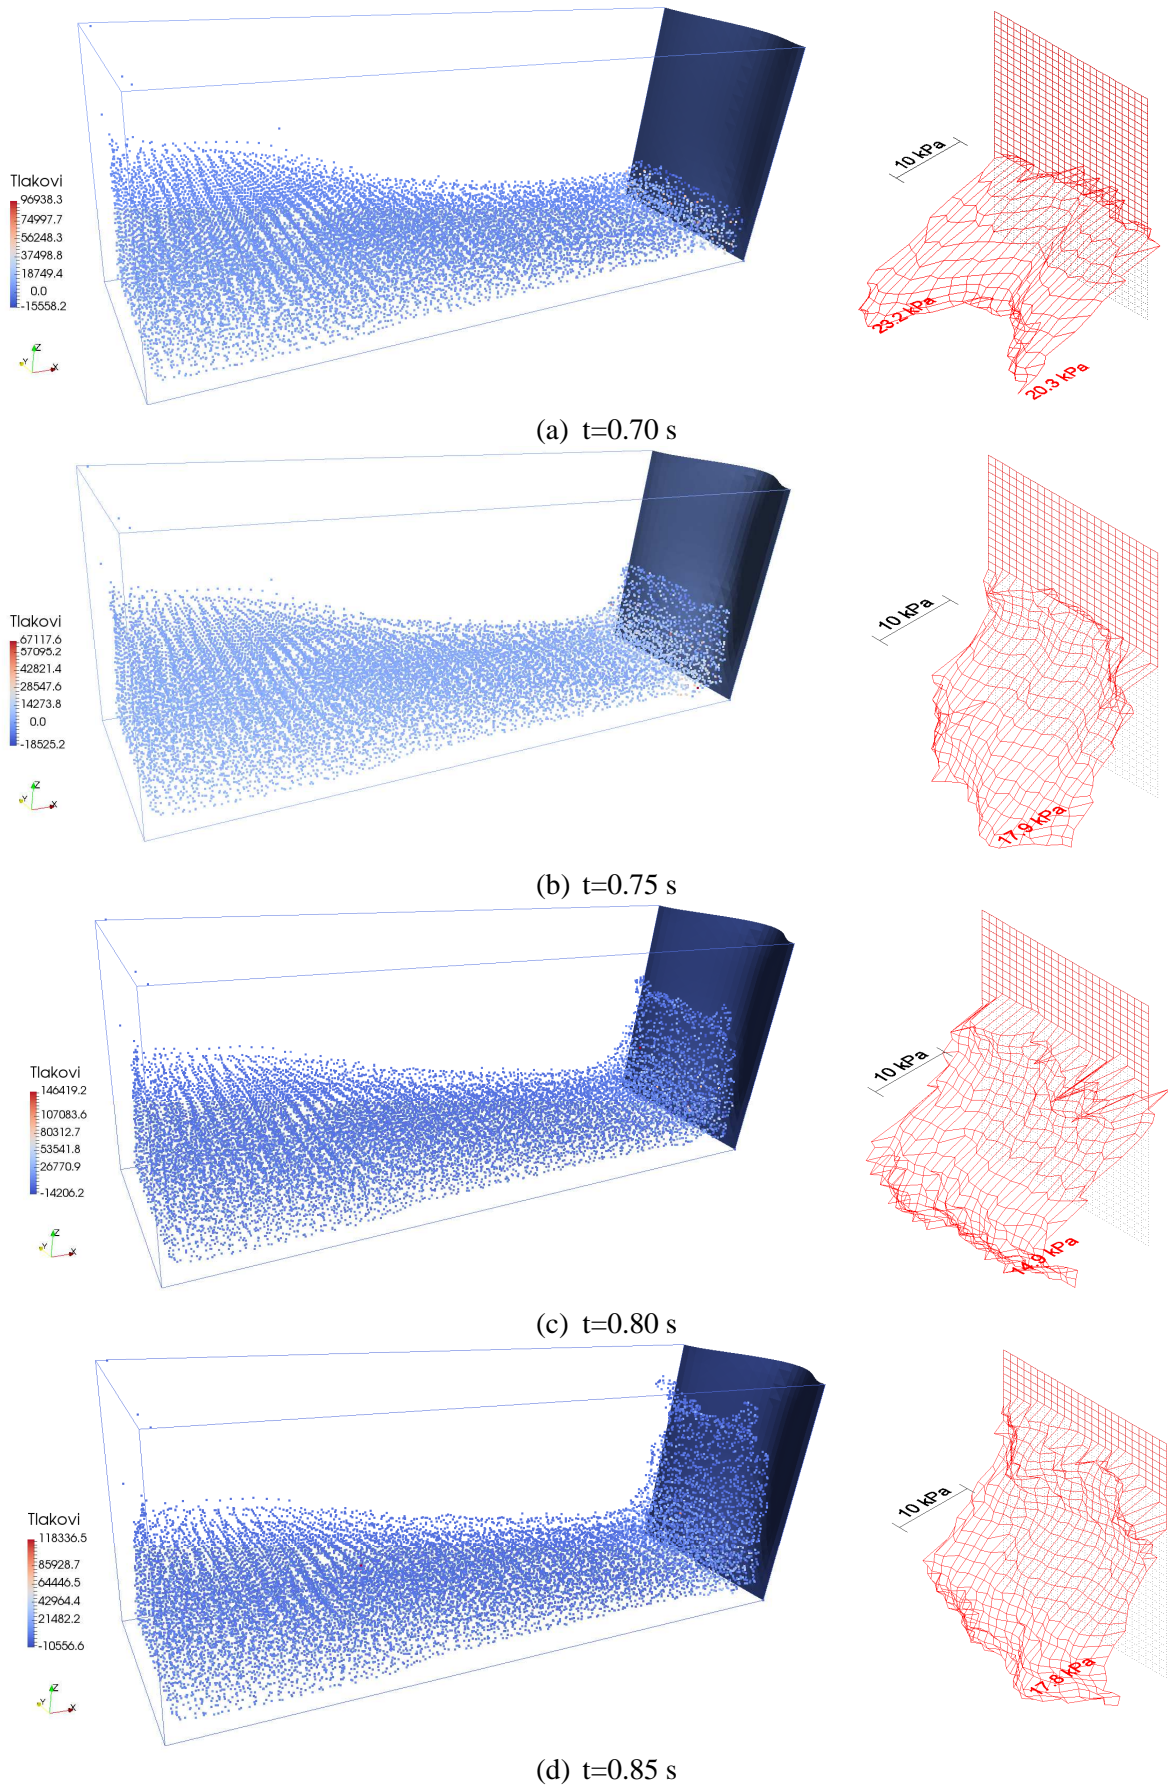 10 kPa
Tlakovi
96938.3
74997.7
56248.3
37498.8
18749.4
0.0
-15558.2
Z
Y
X
23.2 kPa
20.3 kPa
(a) t=0.70 s
10 kPa
Tlakovi
67117.6
57095.2
42821.4
28547.6
14273.8
0.0
-18525.2
Z
Y
X
17.9 kPa
(b) t=0.75 s
10 kPa
Tlakovi
146419.2
107083.6
80312.7
53541.8
26770.9
-14206.2
Z
Y
X
14.9 kPa
(c) t=0.80 s
10 kPa
Tlakovi
118336.5
85928.7
64446.5
42964.4
21482.2
-10556.6
Z
Y
X
17.8 kPa
(d) t=0.85 s